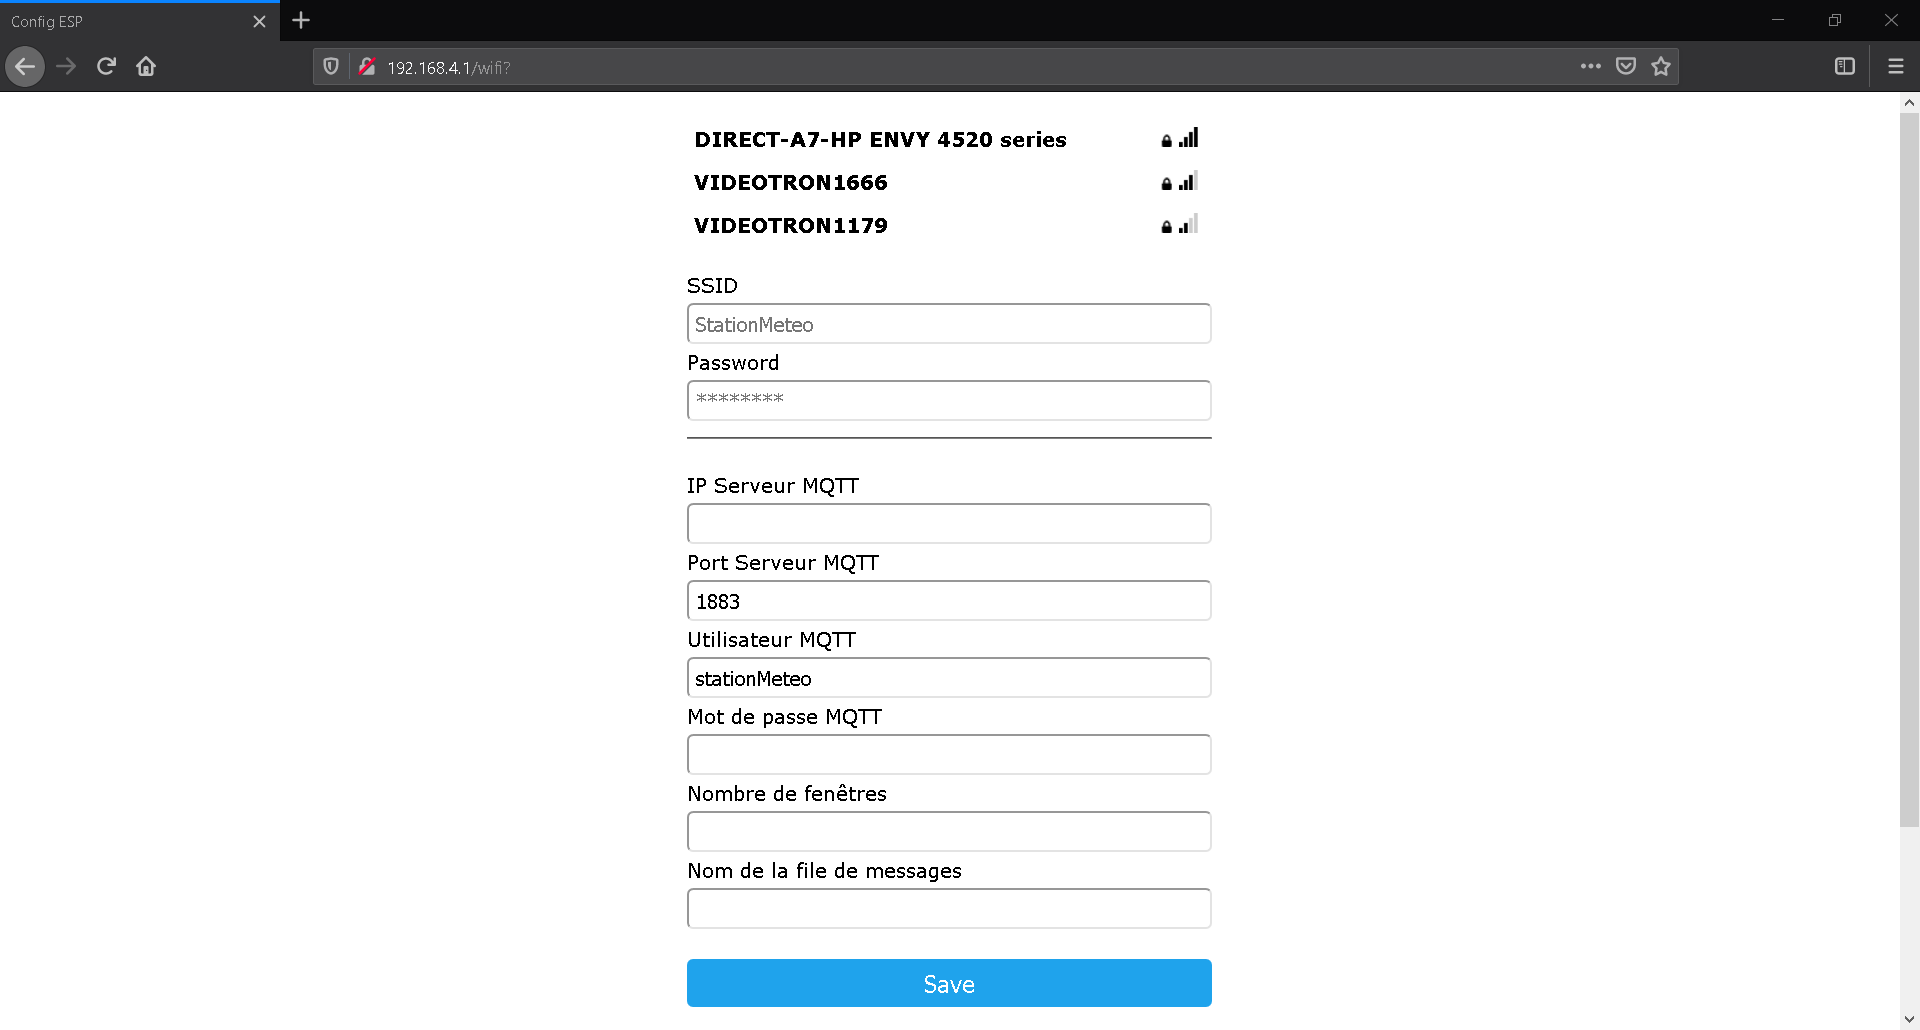 Config ESP
192.168.4.1/wifi?
DIRECT-A7-HP ENVY 4520 series
VIDEOTRON1666
VIDEOTRON1179
SSID
StationMeteo
Password
********
IP Serveur MQTT
Port Serveur MQTT
1883
Utilisateur MQTT
stationMeteo
Mot de passe MQTT
Nombre de fenêtres
Nom de la file de messages
Save